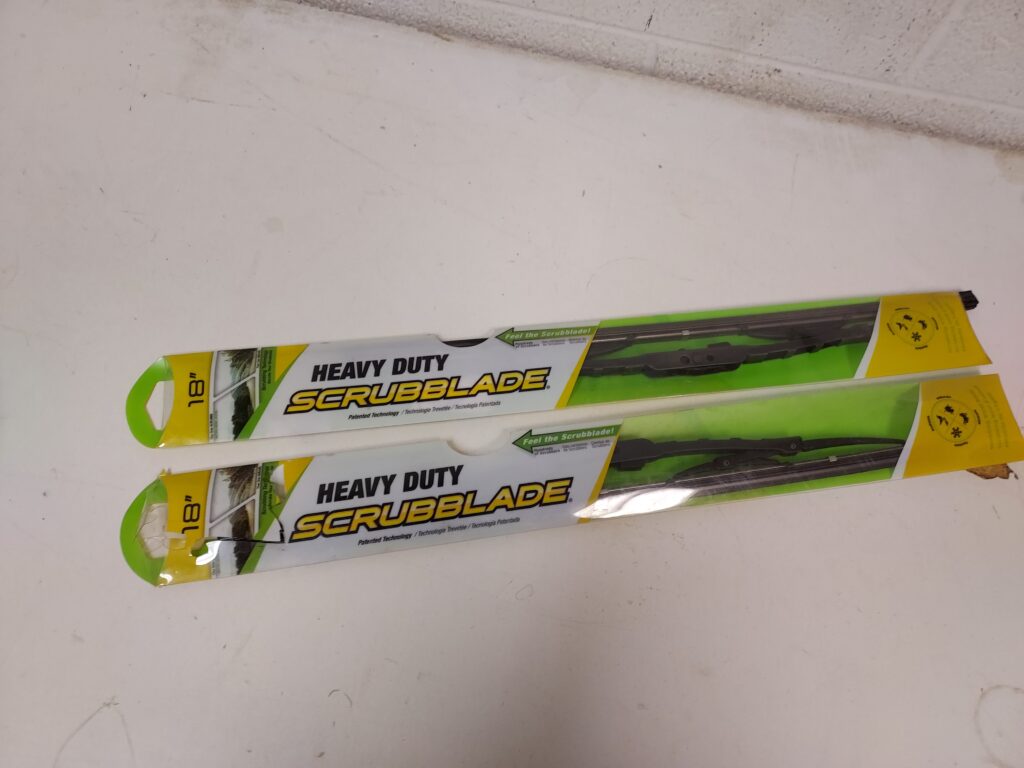 18"
HEAVY DUTY
SCRUBBLADE®
Patented Technology / Technologie Brevetée / Tecnología Patentada
Feel the Scrubblade!
18"
HEAVY DUTY
SCRUBBLADE®
Patented Technology / Technologie Brevetée / Tecnología Patentada
Feel the Scrubblade!